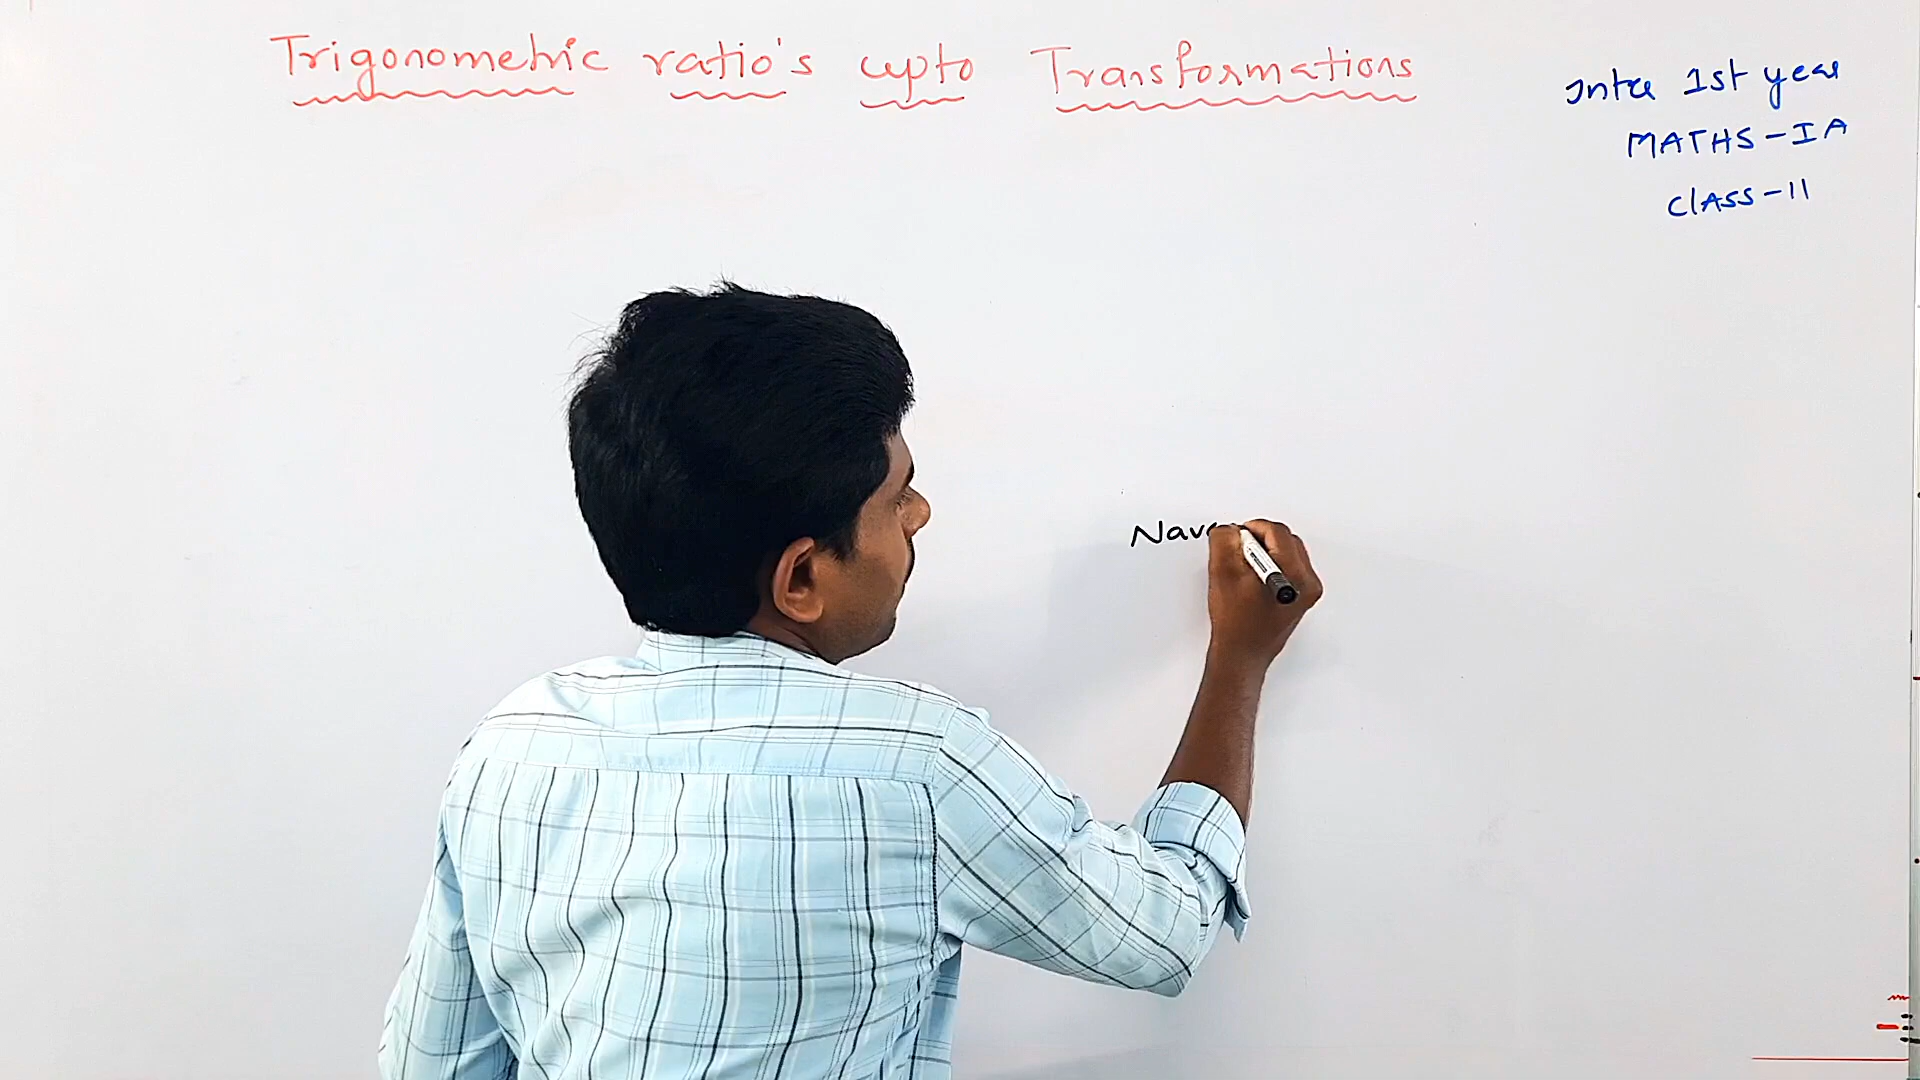 Trigonometric ratio's upto Transformations
Inter 1st year
MATHS-IA
CLASS-11
Nav